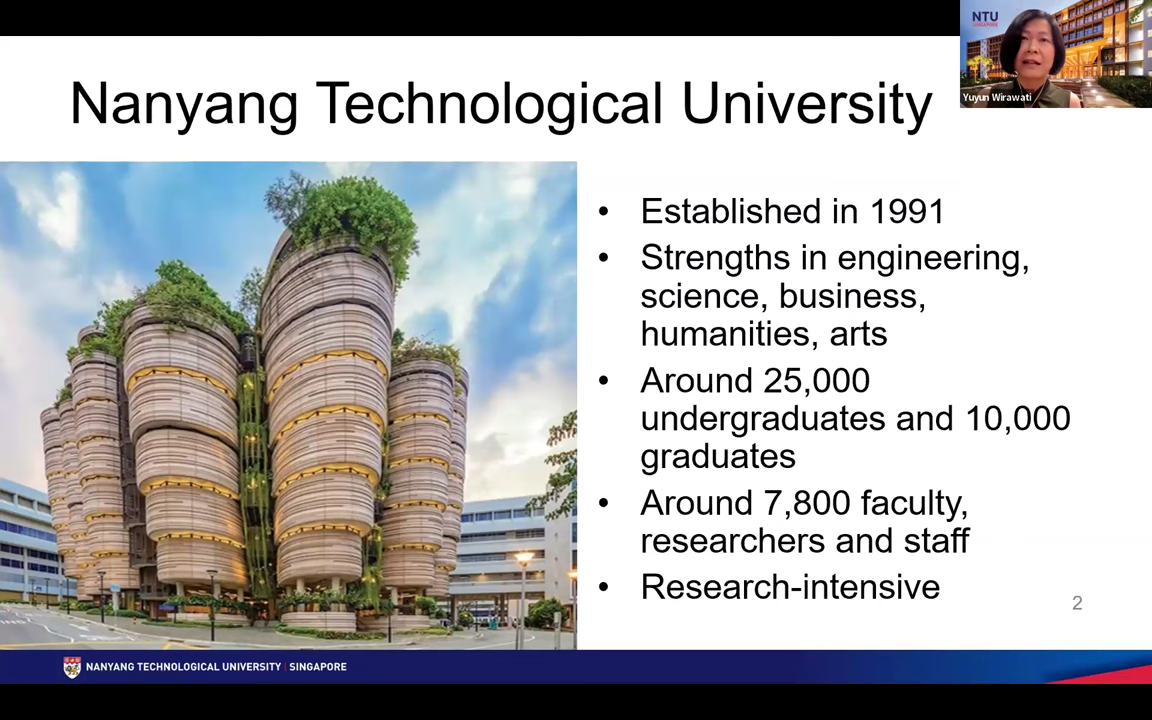 Nanyang Technological University
NTU
SINGAPORE
Yuyun Wirawati
• Established in 1991
• Strengths in engineering,
science, business,
humanities, arts
• Around 25,000
undergraduates and 10,000
graduates
• Around 7,800 faculty,
researchers and staff
• Research-intensive
2
NANYANG TECHNOLOGICAL UNIVERSITY | SINGAPORE